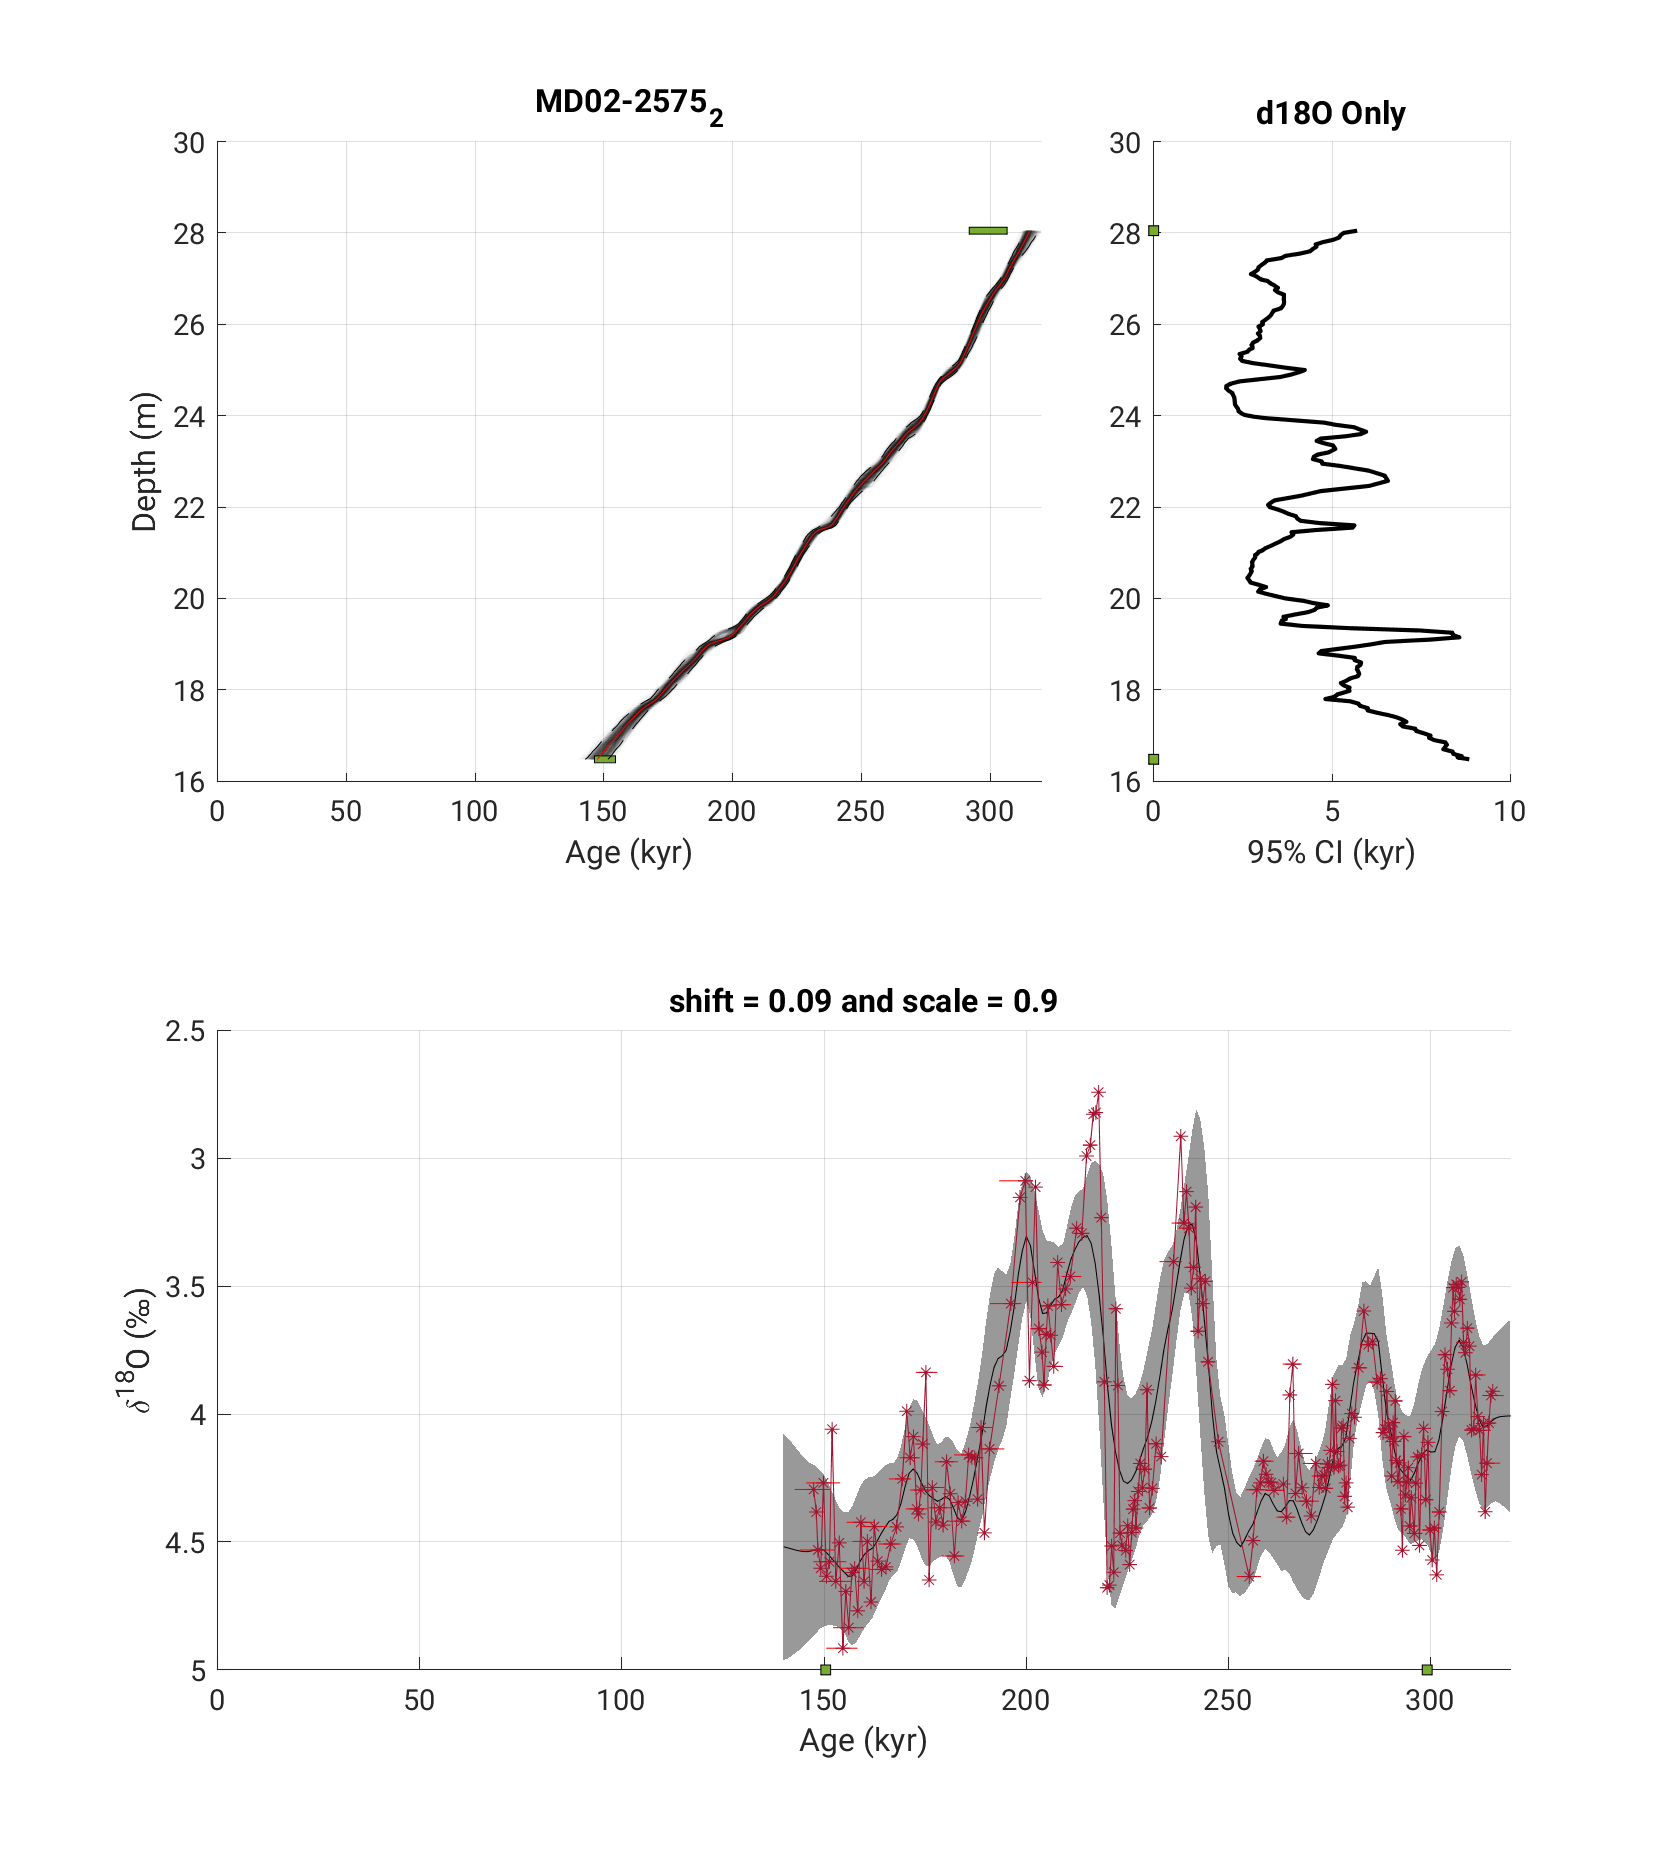 MD02-2575₂
30
28
26
24
22
20
18
16
Depth (m)
0 50 100 150 200 250 300
Age (kyr)
d18O Only
30
28
26
24
22
20
18
16
0 5 10
95% CI (kyr)
shift = 0.09 and scale = 0.9
2.5
3
3.5
4
4.5
5
δ¹⁸O (‰)
0 50 100 150 200 250 300
Age (kyr)